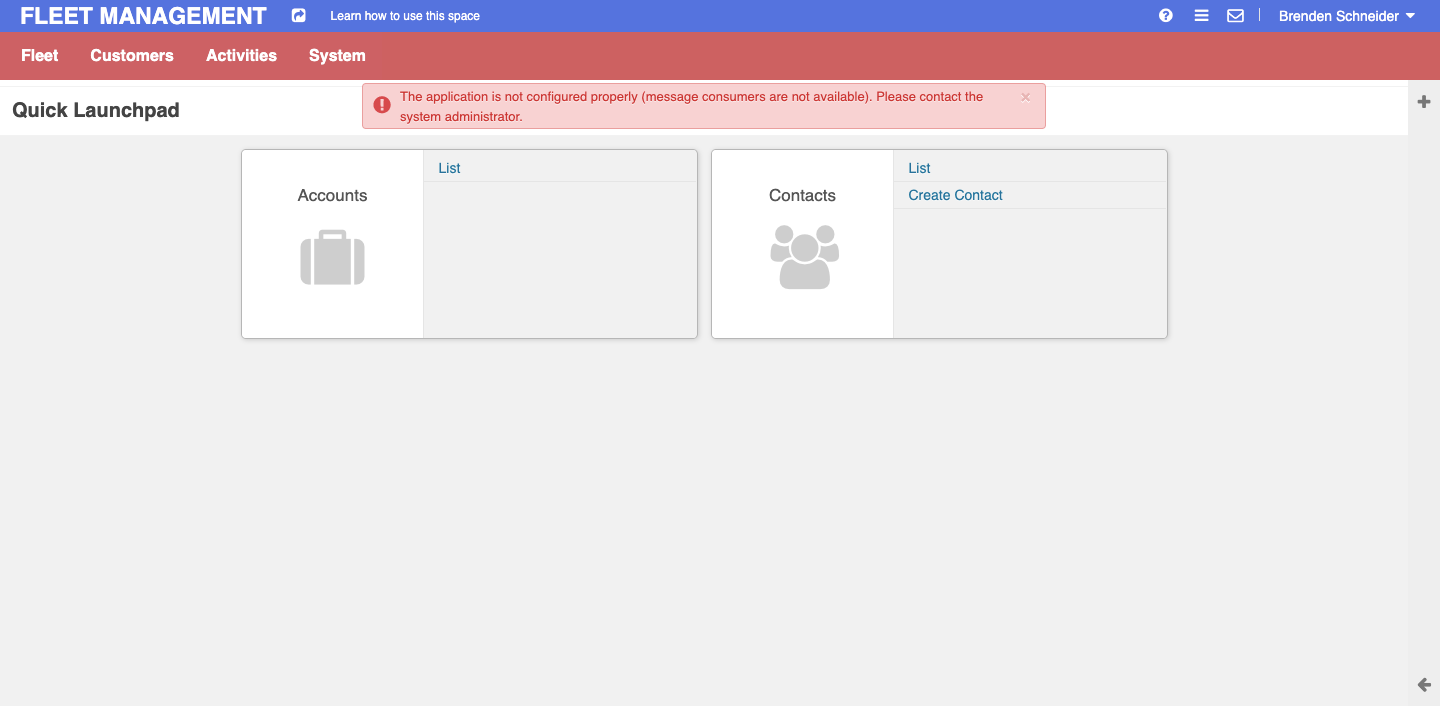 FLEET MANAGEMENT
Learn how to use this space
Brenden Schneider
Fleet
Customers
Activities
System
The application is not configured properly (message consumers are not available). Please contact the
system administrator.
×
Quick Launchpad
Accounts
List
Contacts
List
Create Contact